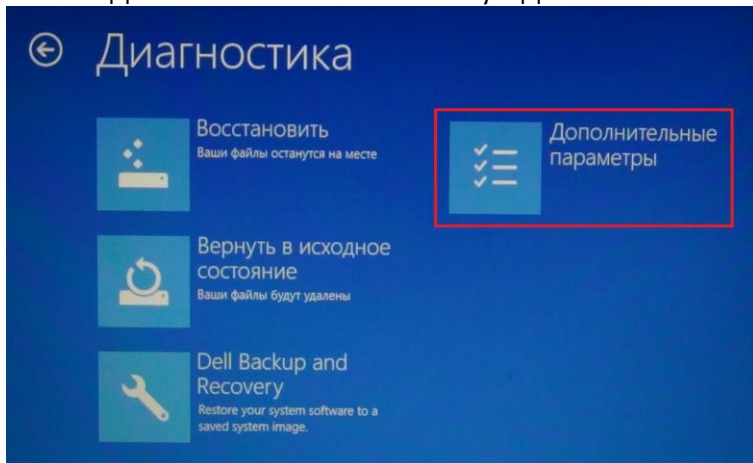 Диагностика
Восстановить
Ваши файлы останутся на месте
Вернуть в исходное
состояние
Ваши файлы будут удалены
Dell Backup and
Recovery
Restore your system software to a
saved system image.
Дополнительные
параметры